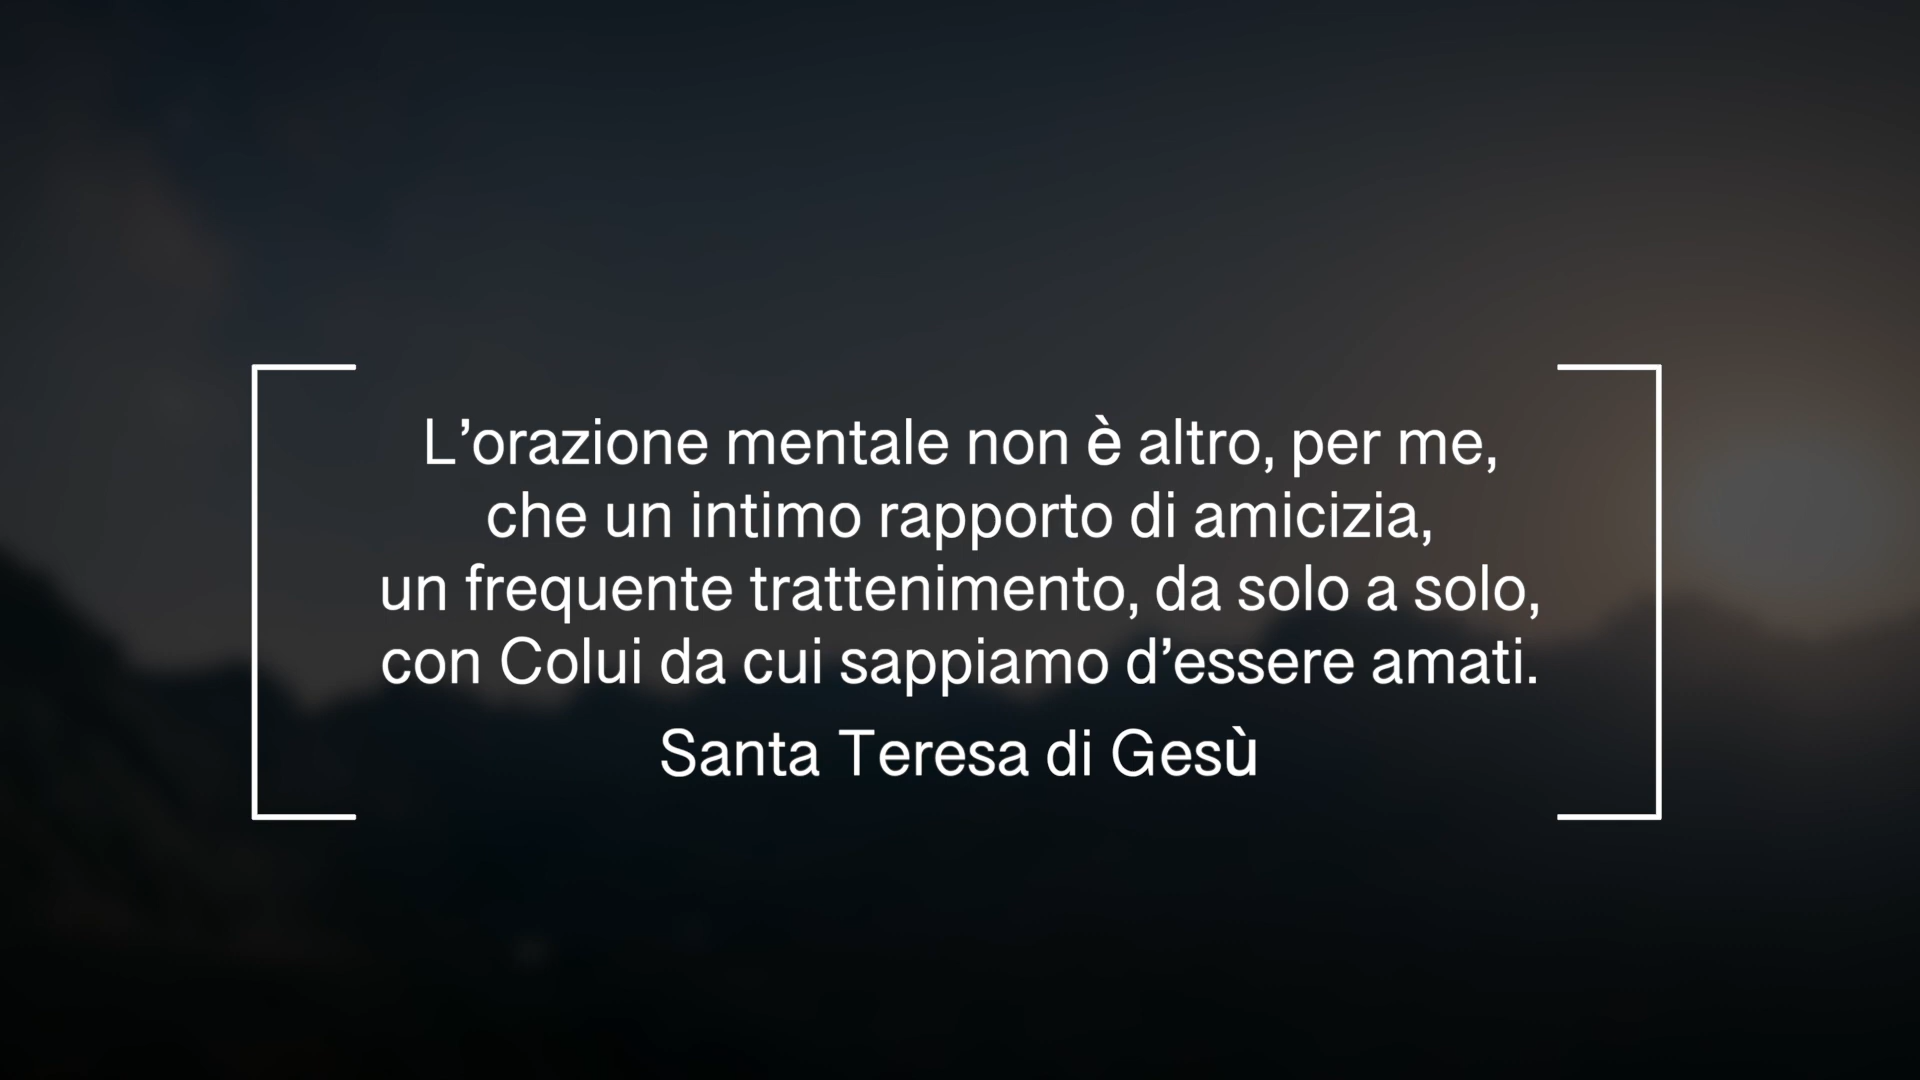 L’orazione mentale non è altro, per me,
che un intimo rapporto di amicizia,
un frequente trattenimento, da solo a solo,
con Colui da cui sappiamo d’essere amati.
Santa Teresa di Gesù